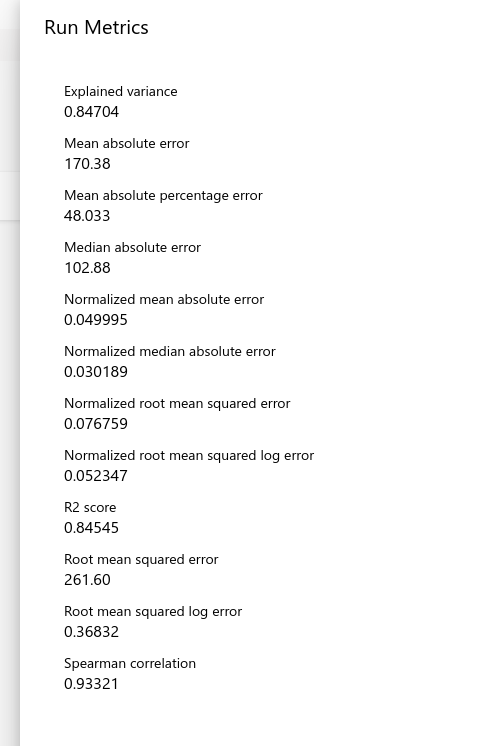 Run Metrics
Explained variance
0.84704
Mean absolute error
170.38
Mean absolute percentage error
48.033
Median absolute error
102.88
Normalized mean absolute error
0.049995
Normalized median absolute error
0.030189
Normalized root mean squared error
0.076759
Normalized root mean squared log error
0.052347
R2 score
0.84545
Root mean squared error
261.60
Root mean squared log error
0.36832
Spearman correlation
0.93321